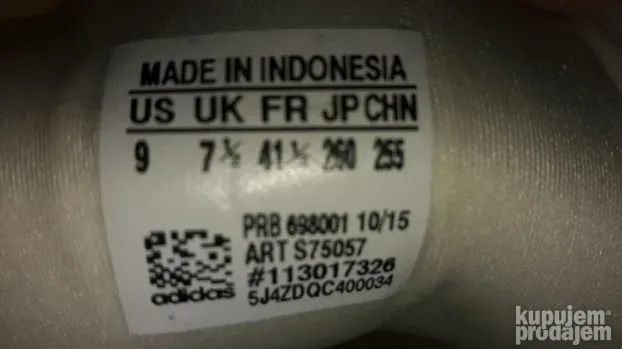 MADE IN INDONESIA
US UK FR JP CHN
9 7½ 41½ 260 255
PRB 698001 10/15
ART S75057
#113017326
adidas 5J4ZDQC400034
kupujem
prodajem